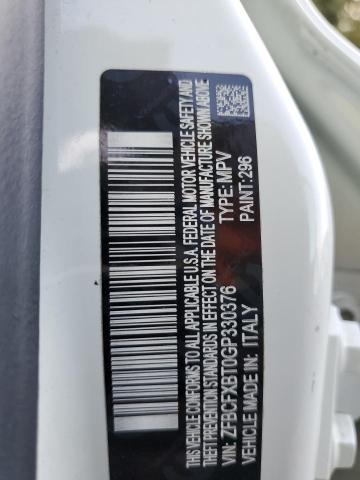 THIS VEHICLE CONFORMS TO ALL APPLICABLE U.S.A. FEDERAL MOTOR VEHICLE SAFETY AND
THEFT PREVENTION STANDARDS IN EFFECT ON THE DATE OF MANUFACTURE SHOWN ABOVE
VIN: ZFBCFXBT0GP330376 TYPE: MPV
VEHICLE MADE IN: ITALY PAINT: 296